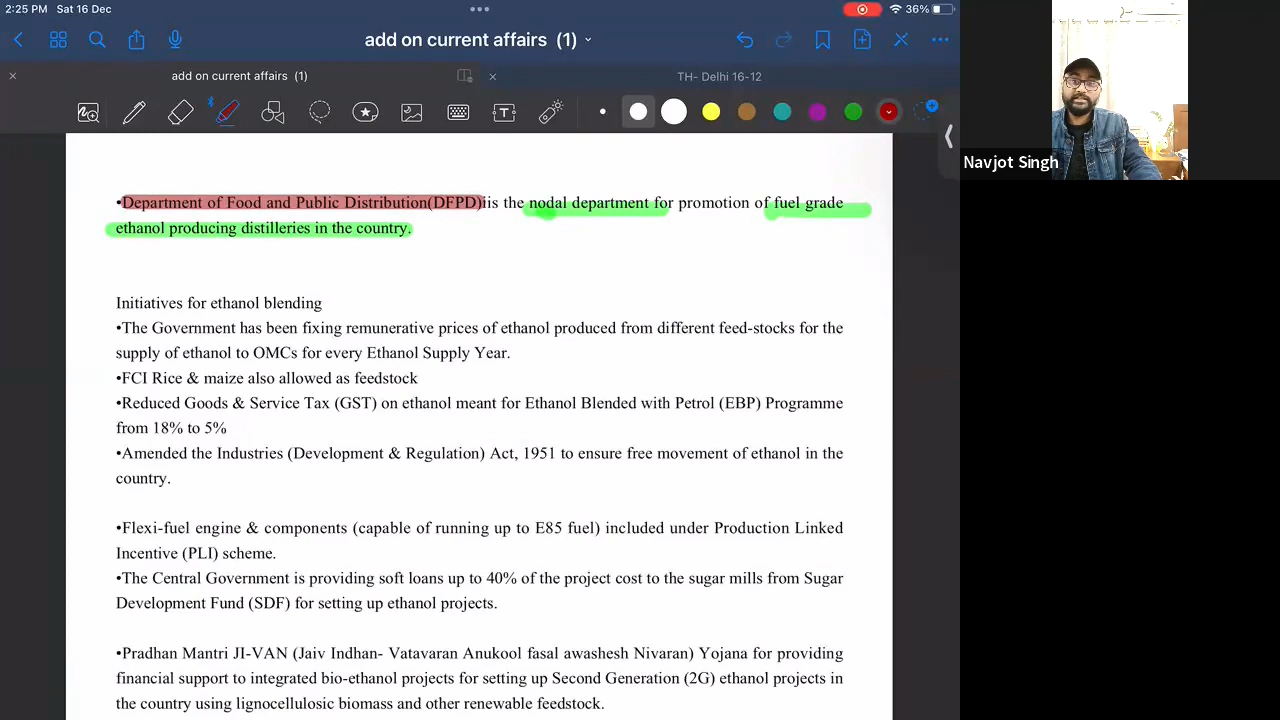 2:25 PM Sat 16 Dec
36%
add on current affairs (1)
add on current affairs (1)
TH- Delhi 16-12
•Department of Food and Public Distribution(DFPD)iis the nodal department for promotion of fuel grade
ethanol producing distilleries in the country.
Initiatives for ethanol blending
•The Government has been fixing remunerative prices of ethanol produced from different feed-stocks for the
supply of ethanol to OMCs for every Ethanol Supply Year.
•FCI Rice & maize also allowed as feedstock
•Reduced Goods & Service Tax (GST) on ethanol meant for Ethanol Blended with Petrol (EBP) Programme
from 18% to 5%
•Amended the Industries (Development & Regulation) Act, 1951 to ensure free movement of ethanol in the
country.
•Flexi-fuel engine & components (capable of running up to E85 fuel) included under Production Linked
Incentive (PLI) scheme.
•The Central Government is providing soft loans up to 40% of the project cost to the sugar mills from Sugar
Development Fund (SDF) for setting up ethanol projects.
•Pradhan Mantri JI-VAN (Jaiv Indhan- Vatavaran Anukool fasal awashesh Nivaran) Yojana for providing
financial support to integrated bio-ethanol projects for setting up Second Generation (2G) ethanol projects in
the country using lignocellulosic biomass and other renewable feedstock.
Navjot Singh